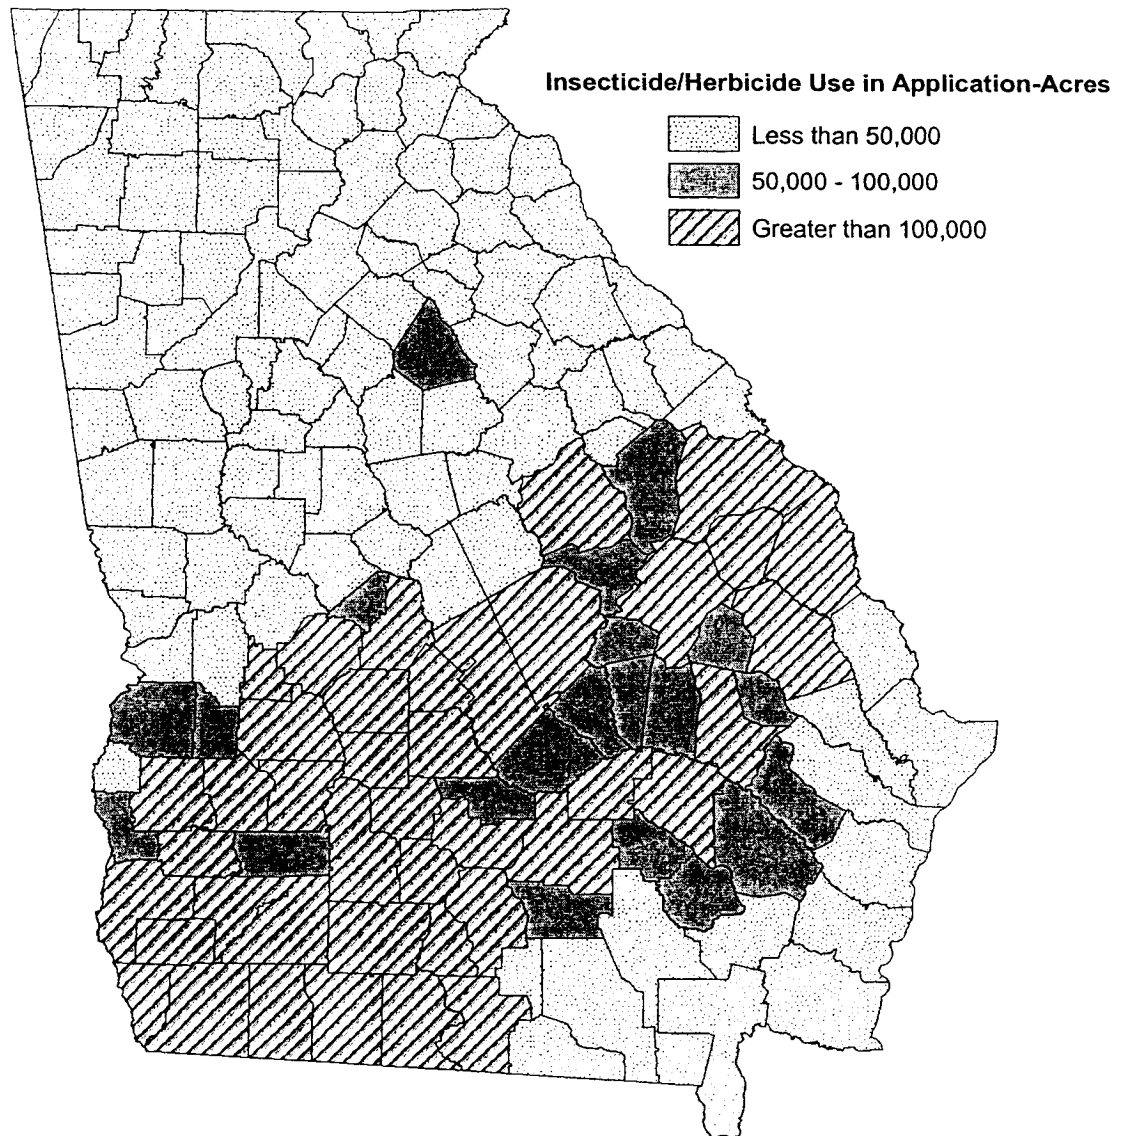 Insecticide/Herbicide Use in Application-Acres
Less than 50,000
50,000 - 100,000
Greater than 100,000